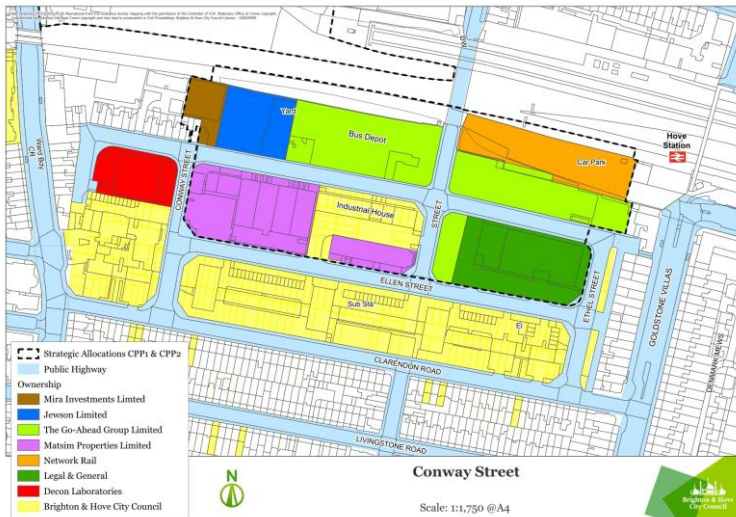 Yard
Bus Depot
Car Park
Hove
Station
CONWAY STREET
Industrial House
STREET
ELLEN STREET
Sub Sta
El
ETHEL STREET
GOLDSTONE VILLAS
DENMARK MEWS
CLARENDON ROAD
LIVINGSTONE ROAD
Strategic Allocations CPP1 & CPP2
Public Highway
Ownership
Mira Investments Limted
Jewson Limited
The Go-Ahead Group Limited
Matsim Properties Limited
Network Rail
Legal & General
Decon Laboratories
Brighton & Hove City Council
N
Conway Street
Scale: 1:1,750 @A4
Brighton & Hove
City Council